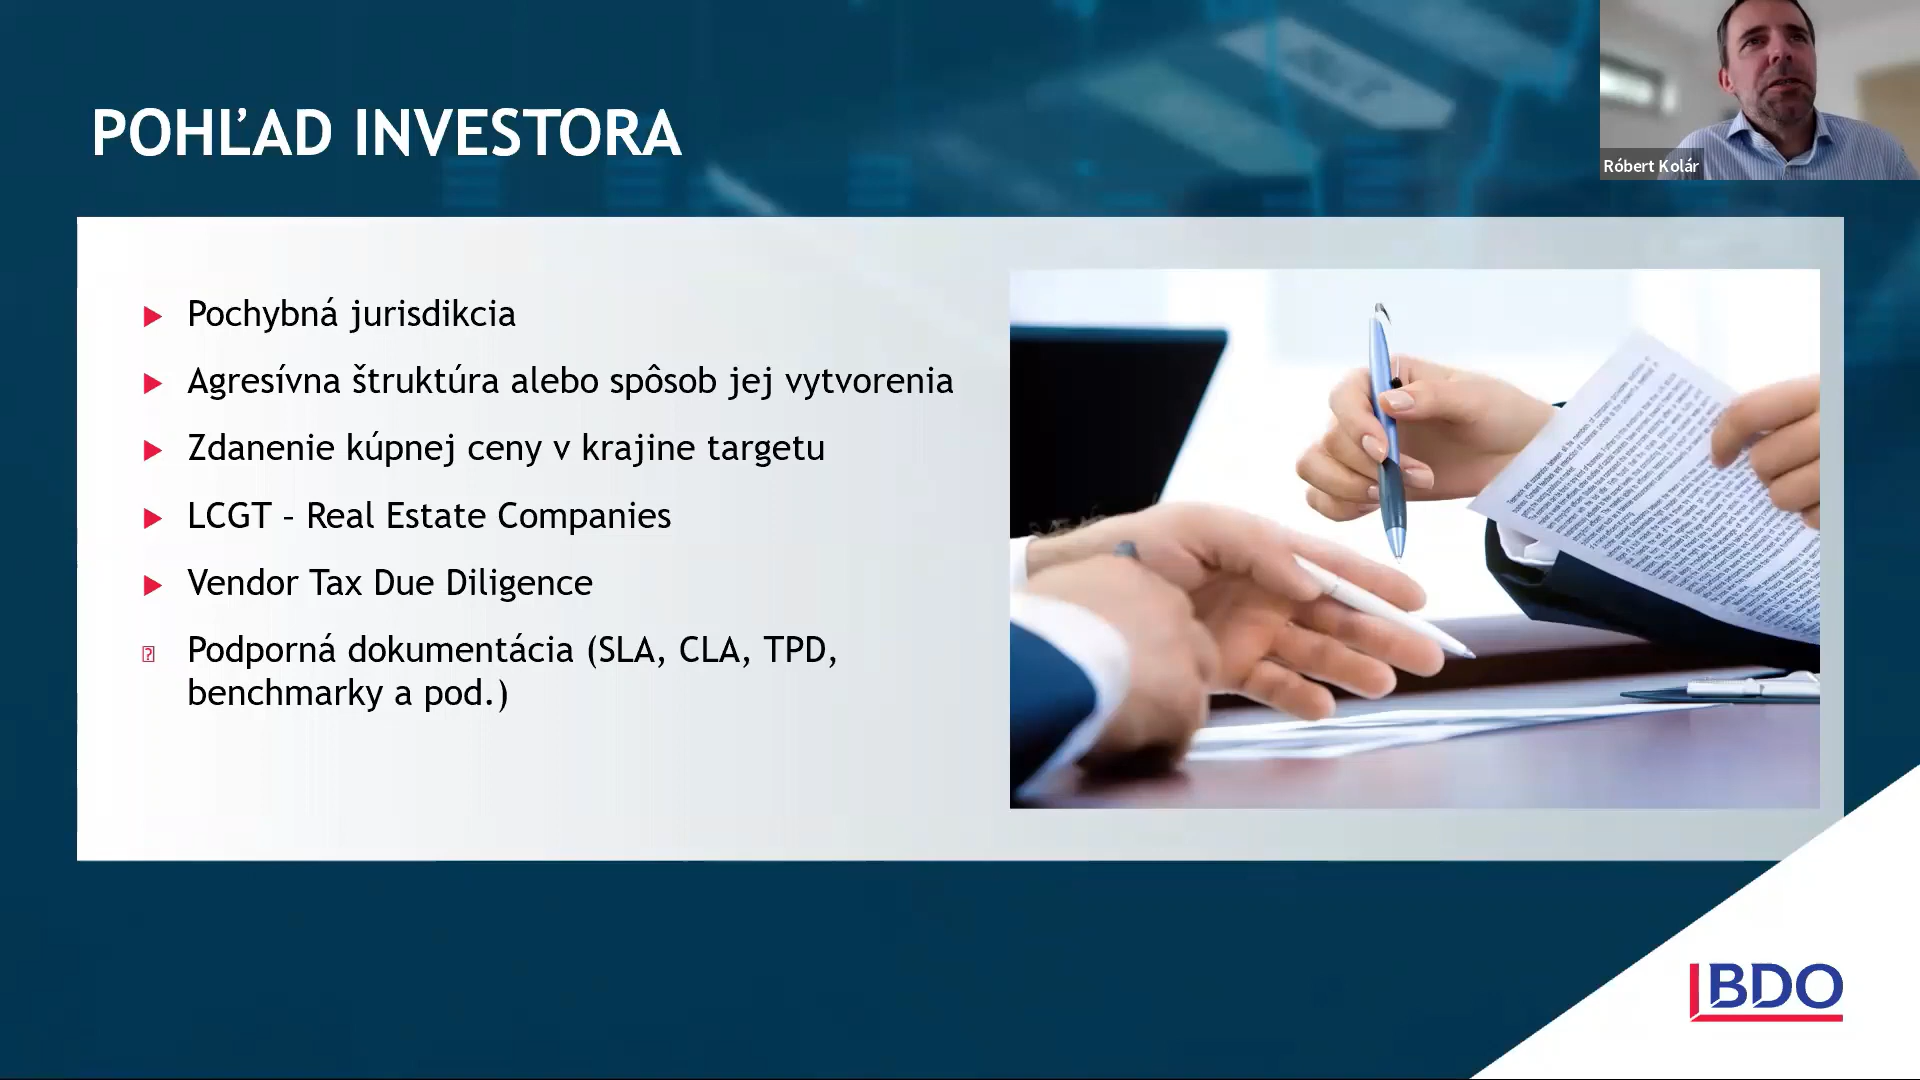 POHĽAD INVESTORA
Róbert Kolár
Pochybná jurisdikcia
Agresívna štruktúra alebo spôsob jej vytvorenia
Zdanenie kúpnej ceny v krajine targetu
LCGT – Real Estate Companies
Vendor Tax Due Diligence
Podporná dokumentácia (SLA, CLA, TPD,
benchmarky a pod.)
BDO